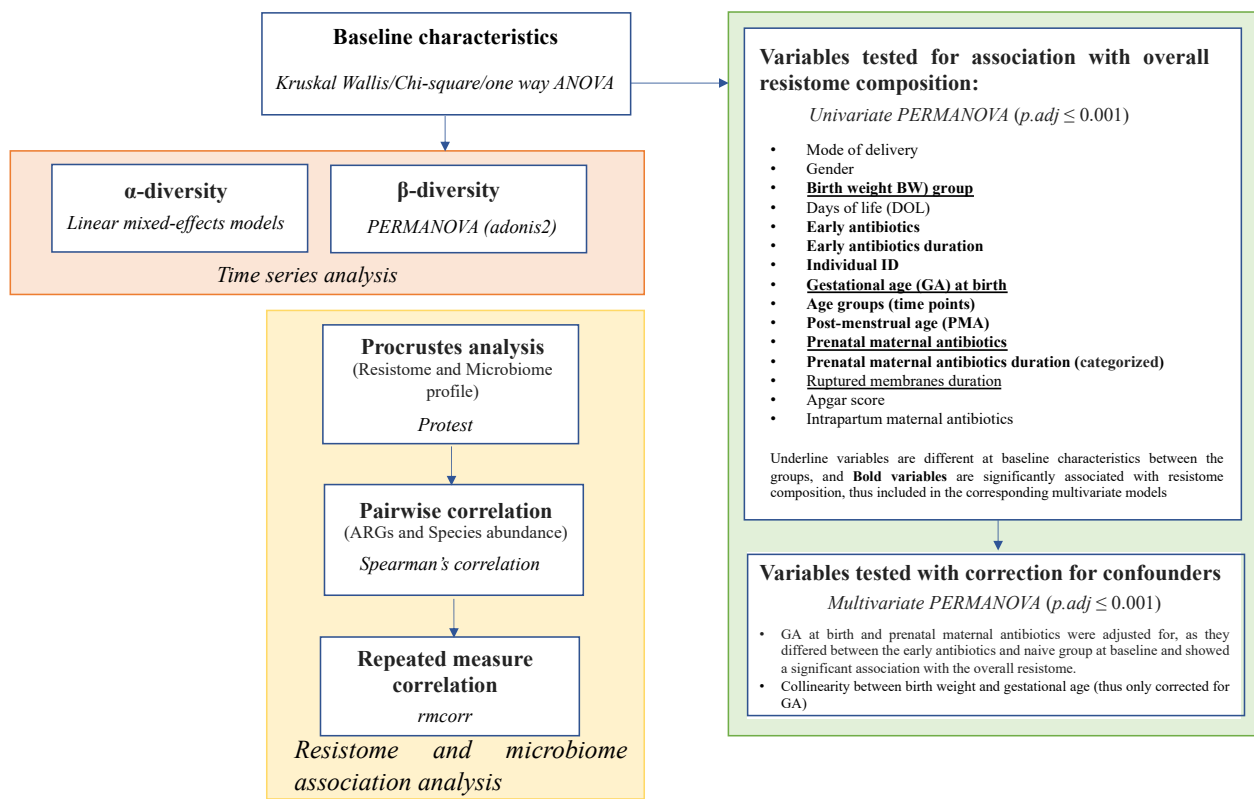 Baseline characteristics
Kruskal Wallis/Chi-square/one way ANOVA
α-diversity
Linear mixed-effects models
β-diversity
PERMANOVA (adonis2)
Time series analysis
Procrustes analysis
(Resistome and Microbiome
profile)
Protest
Pairwise correlation
(ARGs and Species abundance)
Spearman's correlation
Repeated measure
correlation
rmcorr
Resistome and microbiome
association analysis
Variables tested for association with overall
resistome composition:
Univariate PERMANOVA (p.adj ≤ 0.001)
• Mode of delivery
• Gender
• Birth weight BW) group
• Days of life (DOL)
• Early antibiotics
• Early antibiotics duration
• Individual ID
• Gestational age (GA) at birth
• Age groups (time points)
• Post-menstrual age (PMA)
• Prenatal maternal antibiotics
• Prenatal maternal antibiotics duration (categorized)
• Ruptured membranes duration
• Apgar score
• Intrapartum maternal antibiotics
Underline variables are different at baseline characteristics between the
groups, and Bold variables are significantly associated with resistome
composition, thus included in the corresponding multivariate models
Variables tested with correction for confounders
Multivariate PERMANOVA (p.adj ≤ 0.001)
• GA at birth and prenatal maternal antibiotics were adjusted for, as they
differed between the early antibiotics and naive group at baseline and showed
a significant association with the overall resistome.
• Collinearity between birth weight and gestational age (thus only corrected for
GA)